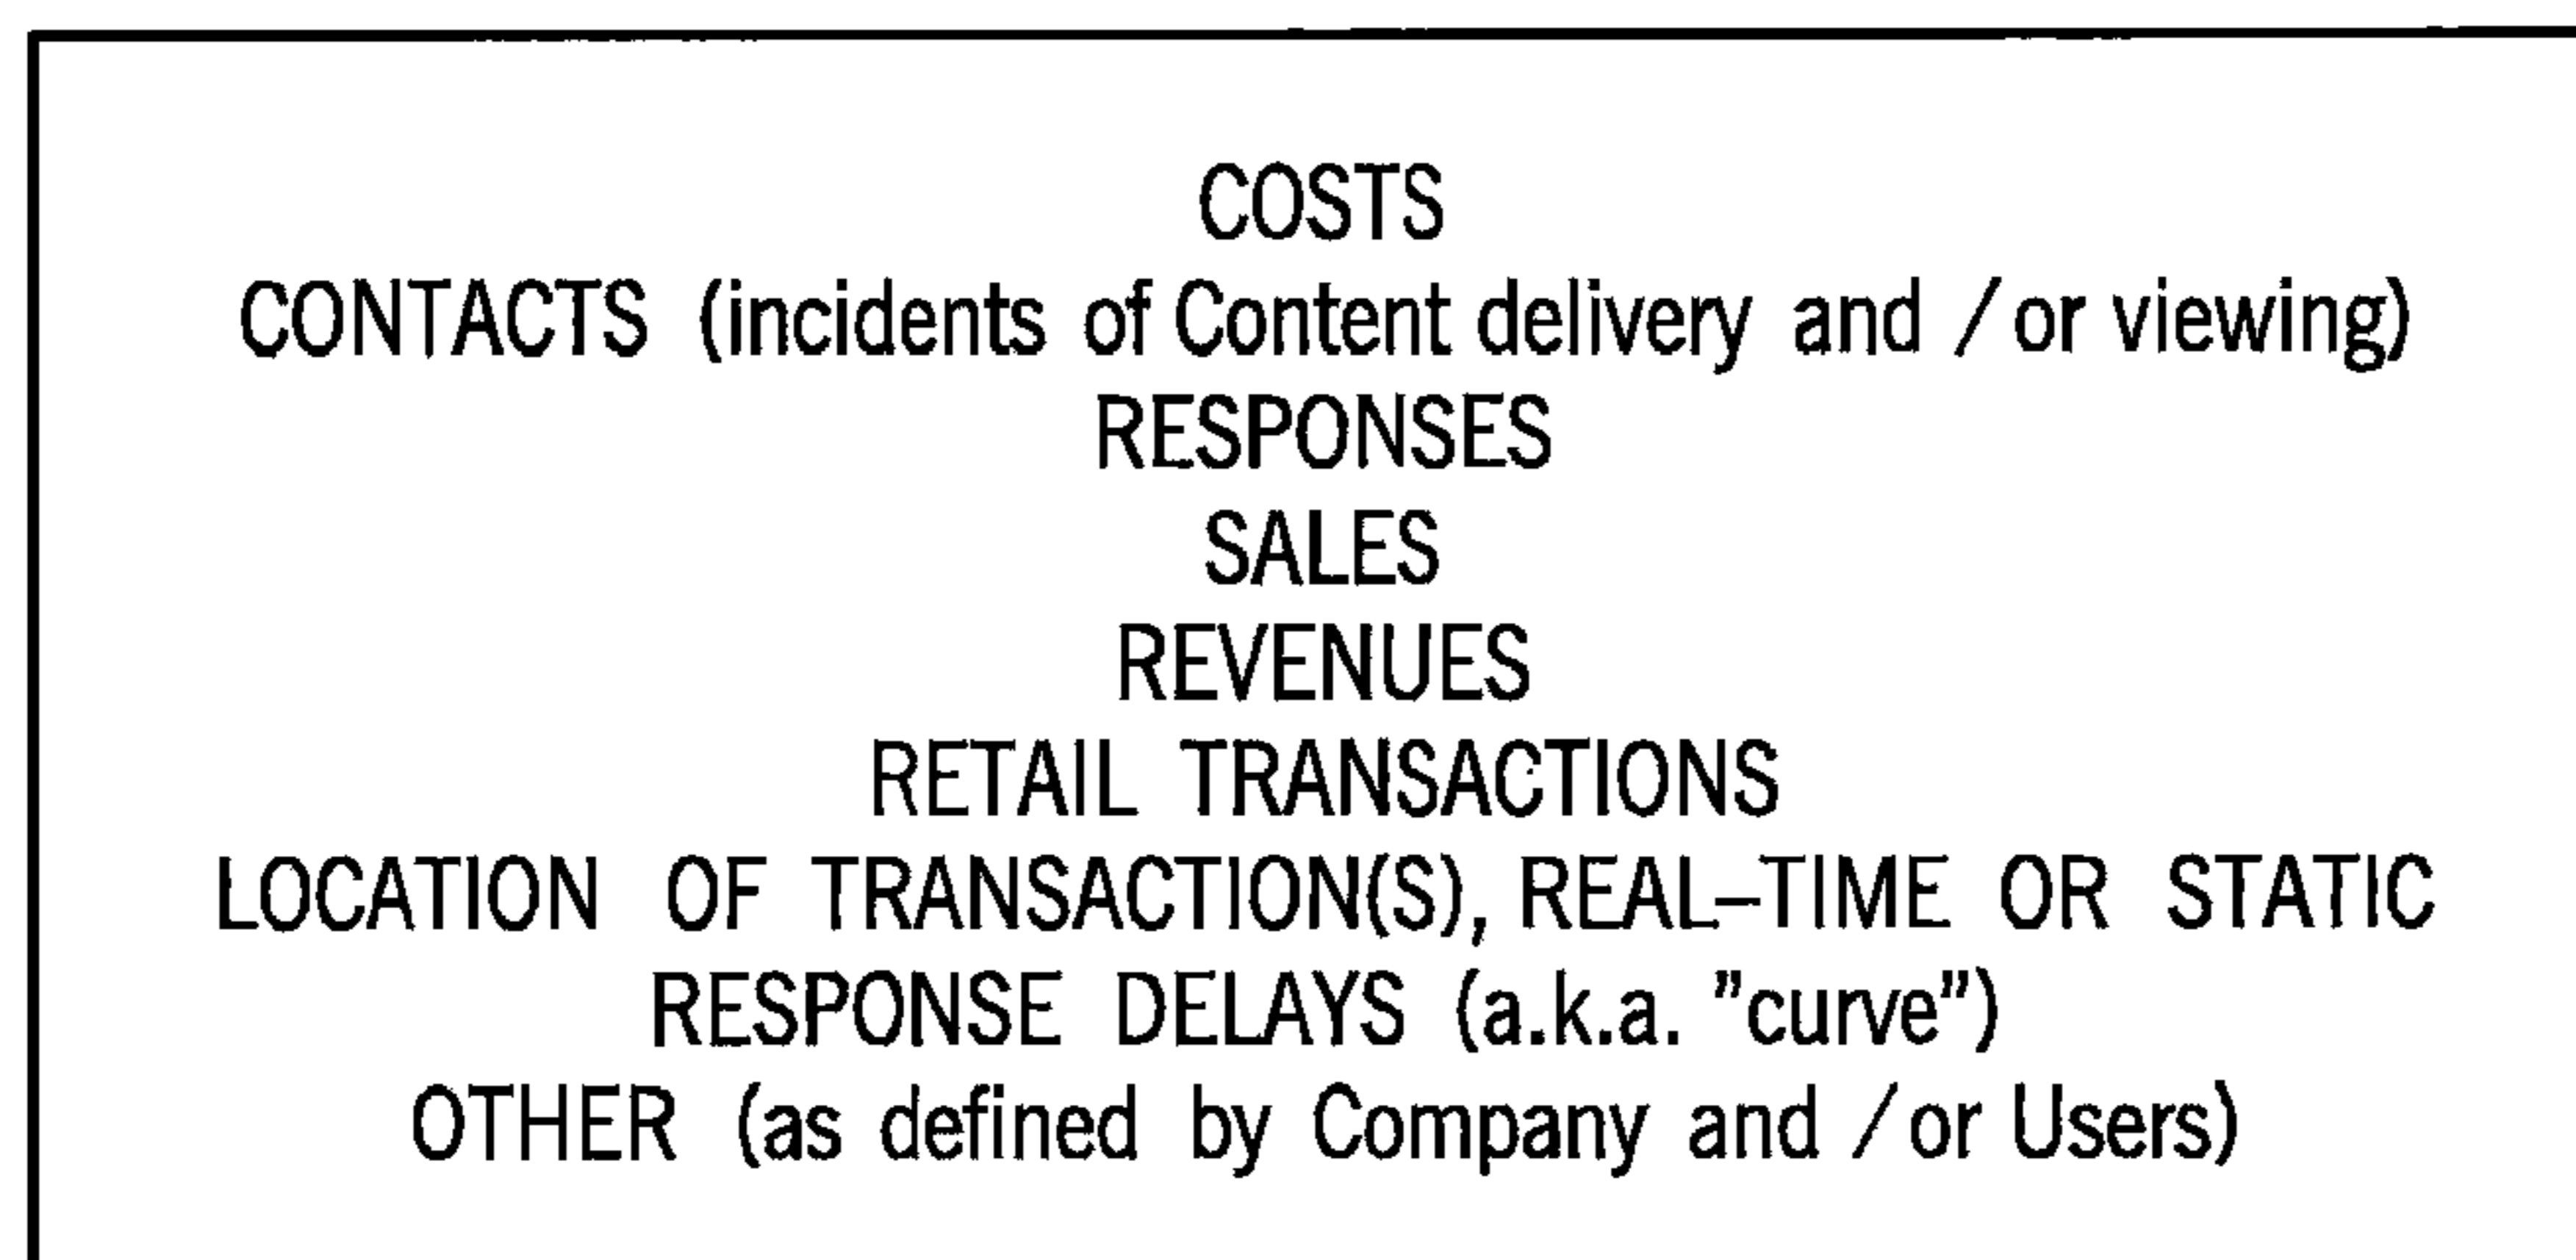 COSTS
CONTACTS (incidents of Content delivery and / or viewing)
RESPONSES
SALES
REVENUES
RETAIL TRANSACTIONS
LOCATION OF TRANSACTION(S), REAL–TIME OR STATIC
RESPONSE DELAYS (a.k.a. ”curve”)
OTHER (as defined by Company and / or Users)